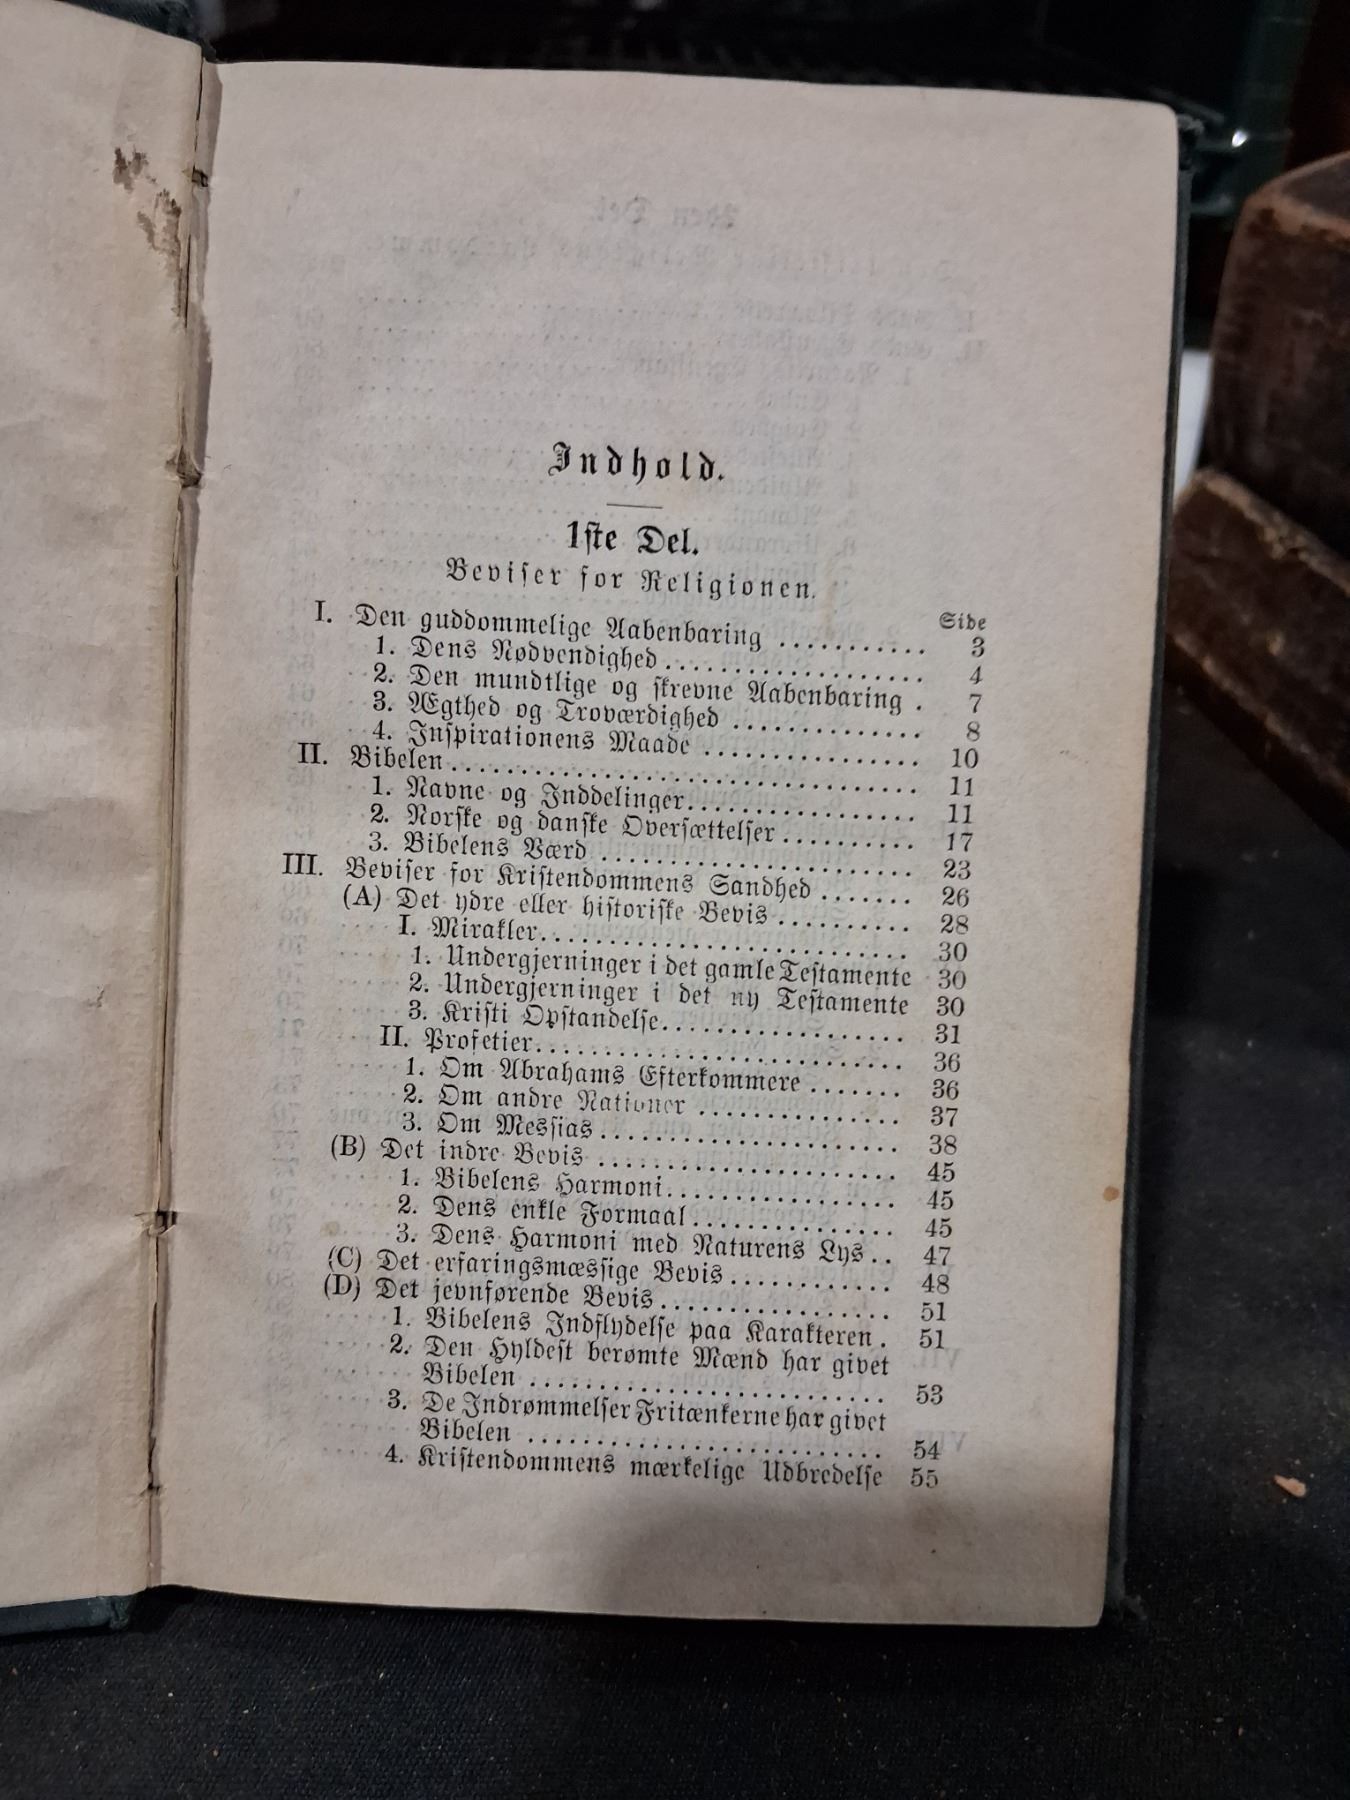 Indhold.
1ste Del.
Beviser for Religionen.
Side
I. Den guddommelige Aabenbaring ........... 3
1. Dens Nødvendighed ................... 4
2. Den mundtlige og skrevne Aabenbaring . 7
3. Ægthed og Troværdighed .............. 8
4. Inspirationens Maade ................ 10
II. Bibelen .................................. 11
1. Navne og Inddelinger ................. 11
2. Norske og danske Oversættelser .......... 17
3. Bibelens Værd ....................... 23
III. Beviser for Kristendommens Sandhed ....... 26
(A) Det ydre eller historiske Bevis .......... 28
I. Mirakler ........................... 30
1. Undergjerninger i det gamle Testamente 30
2. Undergjerninger i det ny Testamente 30
3. Kristi Opstandelse .................. 31
II. Profetier ........................... 36
1. Om Abrahams Efterkommere ....... 36
2. Om andre Nationer ............... 37
3. Om Messias ...................... 38
(B) Det indre Bevis ...................... 45
1. Bibelens Harmoni ................. 45
2. Dens enkle Formaal ............... 45
3. Dens Harmoni med Naturens Lys .. 47
(C) Det erfaringsmæssige Bevis ............ 48
(D) Det jevnførende Bevis ................. 51
1. Bibelens Indflydelse paa Karakteren . 51
2. Den Hyldest berømte Mænd har givet
Bibelen .......................... 53
3. De Indrømmelser Fritænkerne har givet
Bibelen .......................... 54
4. Kristendommens mærkelige Udbredelse 55